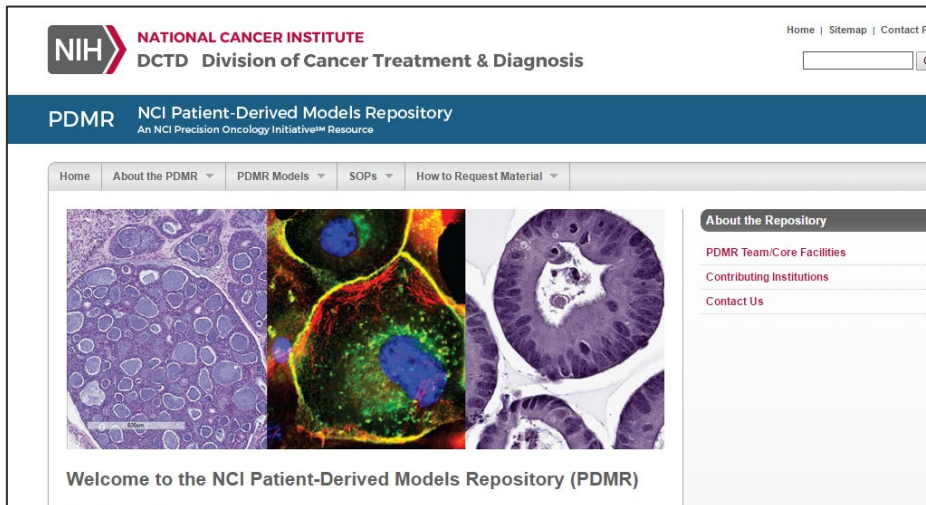 Home | Sitemap | Contact
NIH
NATIONAL CANCER INSTITUTE
DCTD Division of Cancer Treatment & Diagnosis
PDMR
NCI Patient-Derived Models Repository
An NCI Precision Oncology Initiative℠ Resource
Home
About the PDMR
PDMR Models
SOPs
How to Request Material
About the Repository
PDMR Team/Core Facilities
Contributing Institutions
Contact Us
Welcome to the NCI Patient-Derived Models Repository (PDMR)